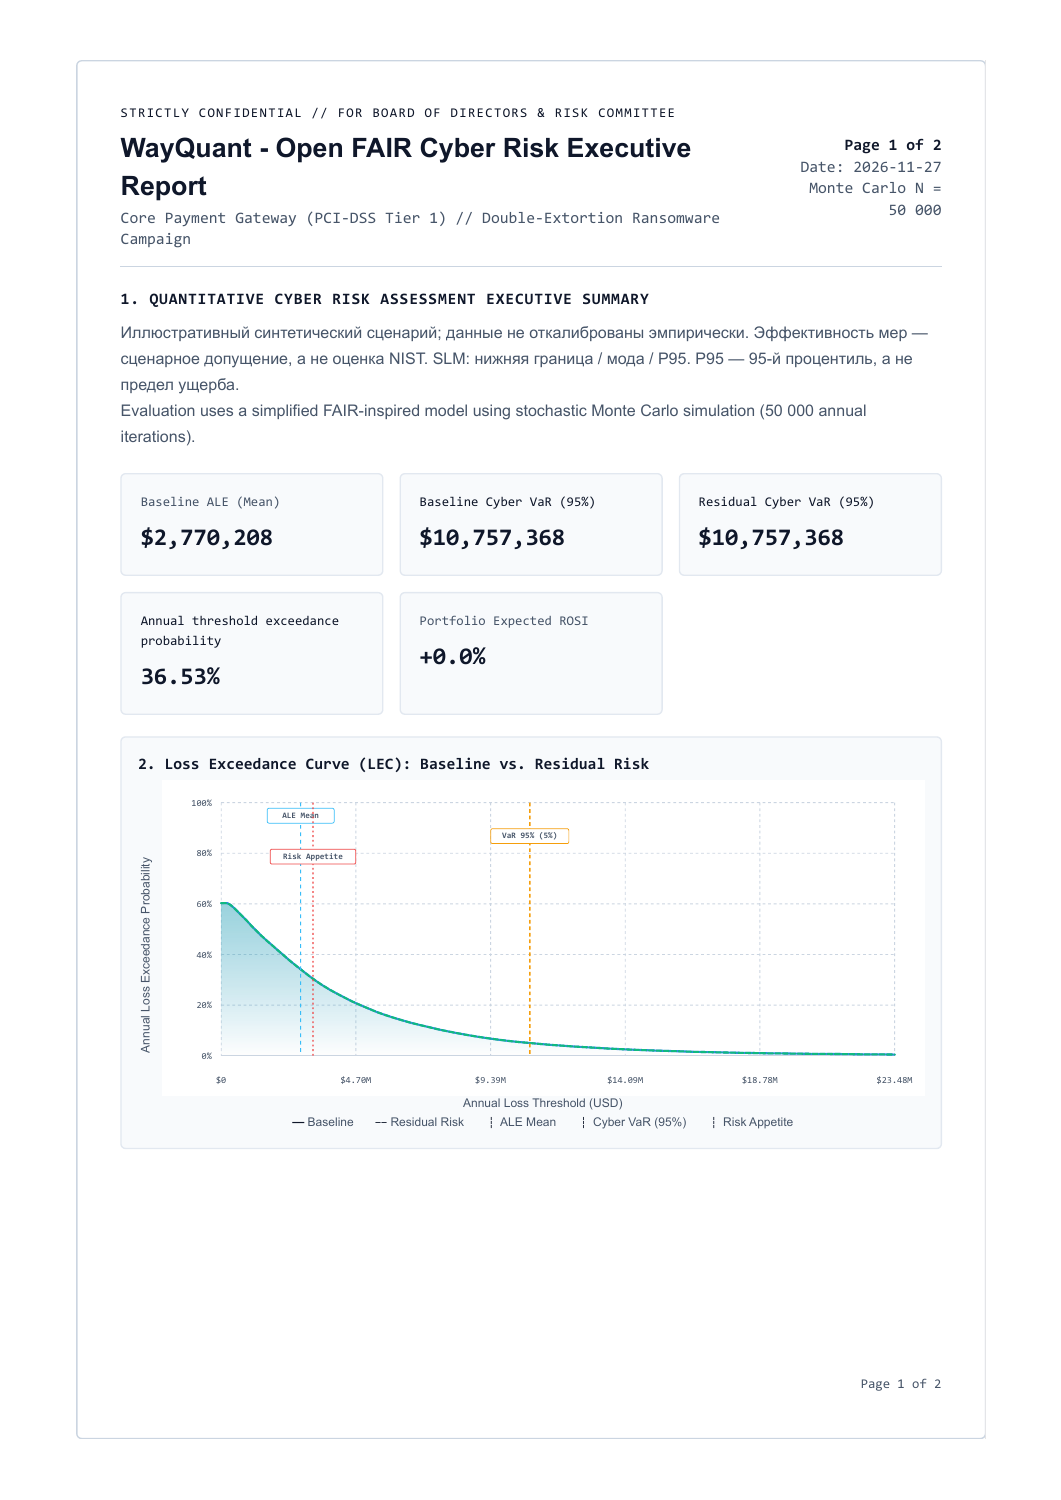 STRICTLY CONFIDENTIAL // FOR BOARD OF DIRECTORS & RISK COMMITTEE
WayQuant - Open FAIR Cyber Risk Executive
Report
Core Payment Gateway (PCI-DSS Tier 1) // Double-Extortion Ransomware
Campaign
Page 1 of 2
Date: 2026-11-27
Monte Carlo N =
50 000
1. QUANTITATIVE CYBER RISK ASSESSMENT EXECUTIVE SUMMARY
Иллюстративный синтетический сценарий; данные не откалиброваны эмпирически. Эффективность мер —
сценарное допущение, а не оценка NIST. SLM: нижняя граница / мода / P95. P95 — 95-й процентиль, а не
предел ущерба.
Evaluation uses a simplified FAIR-inspired model using stochastic Monte Carlo simulation (50 000 annual
iterations).
Baseline ALE (Mean)
$2,770,208
Baseline Cyber VaR (95%)
$10,757,368
Residual Cyber VaR (95%)
$10,757,368
Annual threshold exceedance
probability
36.53%
Portfolio Expected ROSI
+0.0%
2. Loss Exceedance Curve (LEC): Baseline vs. Residual Risk
100%
80%
60%
40%
20%
0%
Annual Loss Exceedance Probability
ALE Mean
Risk Appetite
VaR 95% (5%)
$0
$4.70M
$9.39M
$14.09M
$18.78M
$23.48M
Annual Loss Threshold (USD)
Baseline
Residual Risk
ALE Mean
Cyber VaR (95%)
Risk Appetite
Page 1 of 2